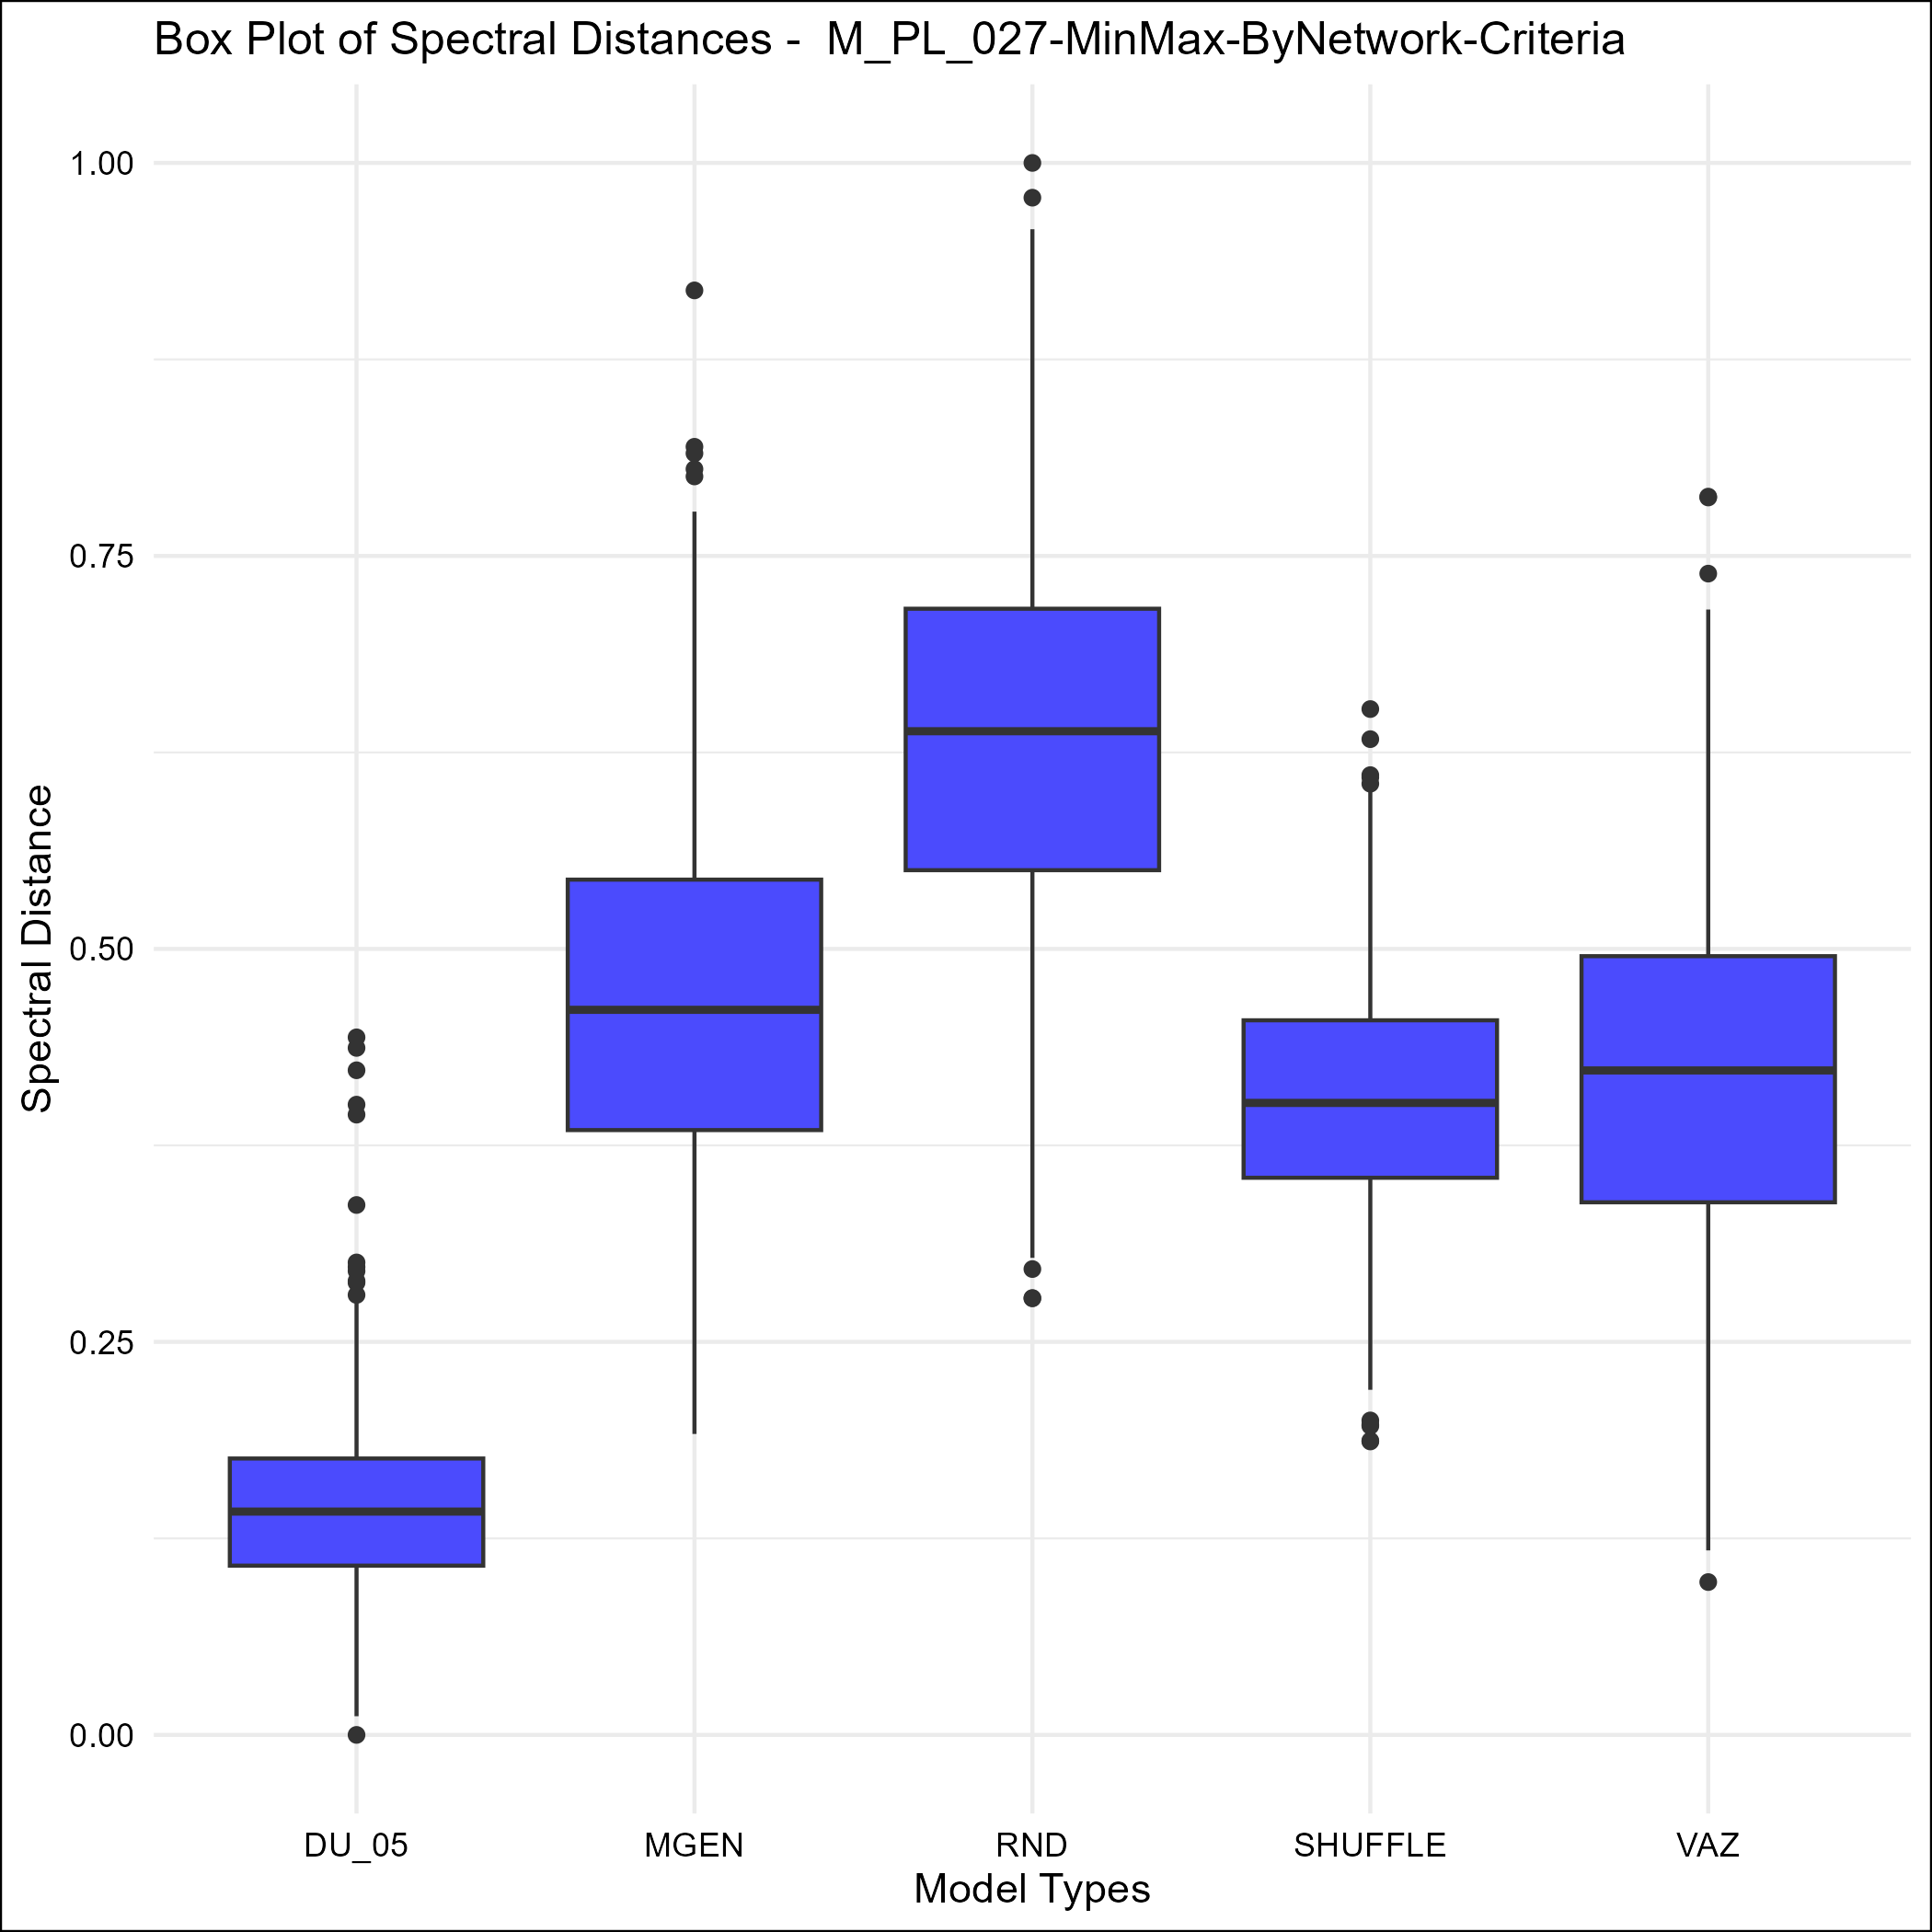 Box Plot of Spectral Distances -  M_PL_027-MinMax-ByNetwork-Criteria
Spectral Distance
1.00
0.75
0.50
0.25
0.00
DU_05 MGEN RND SHUFFLE VAZ
Model Types